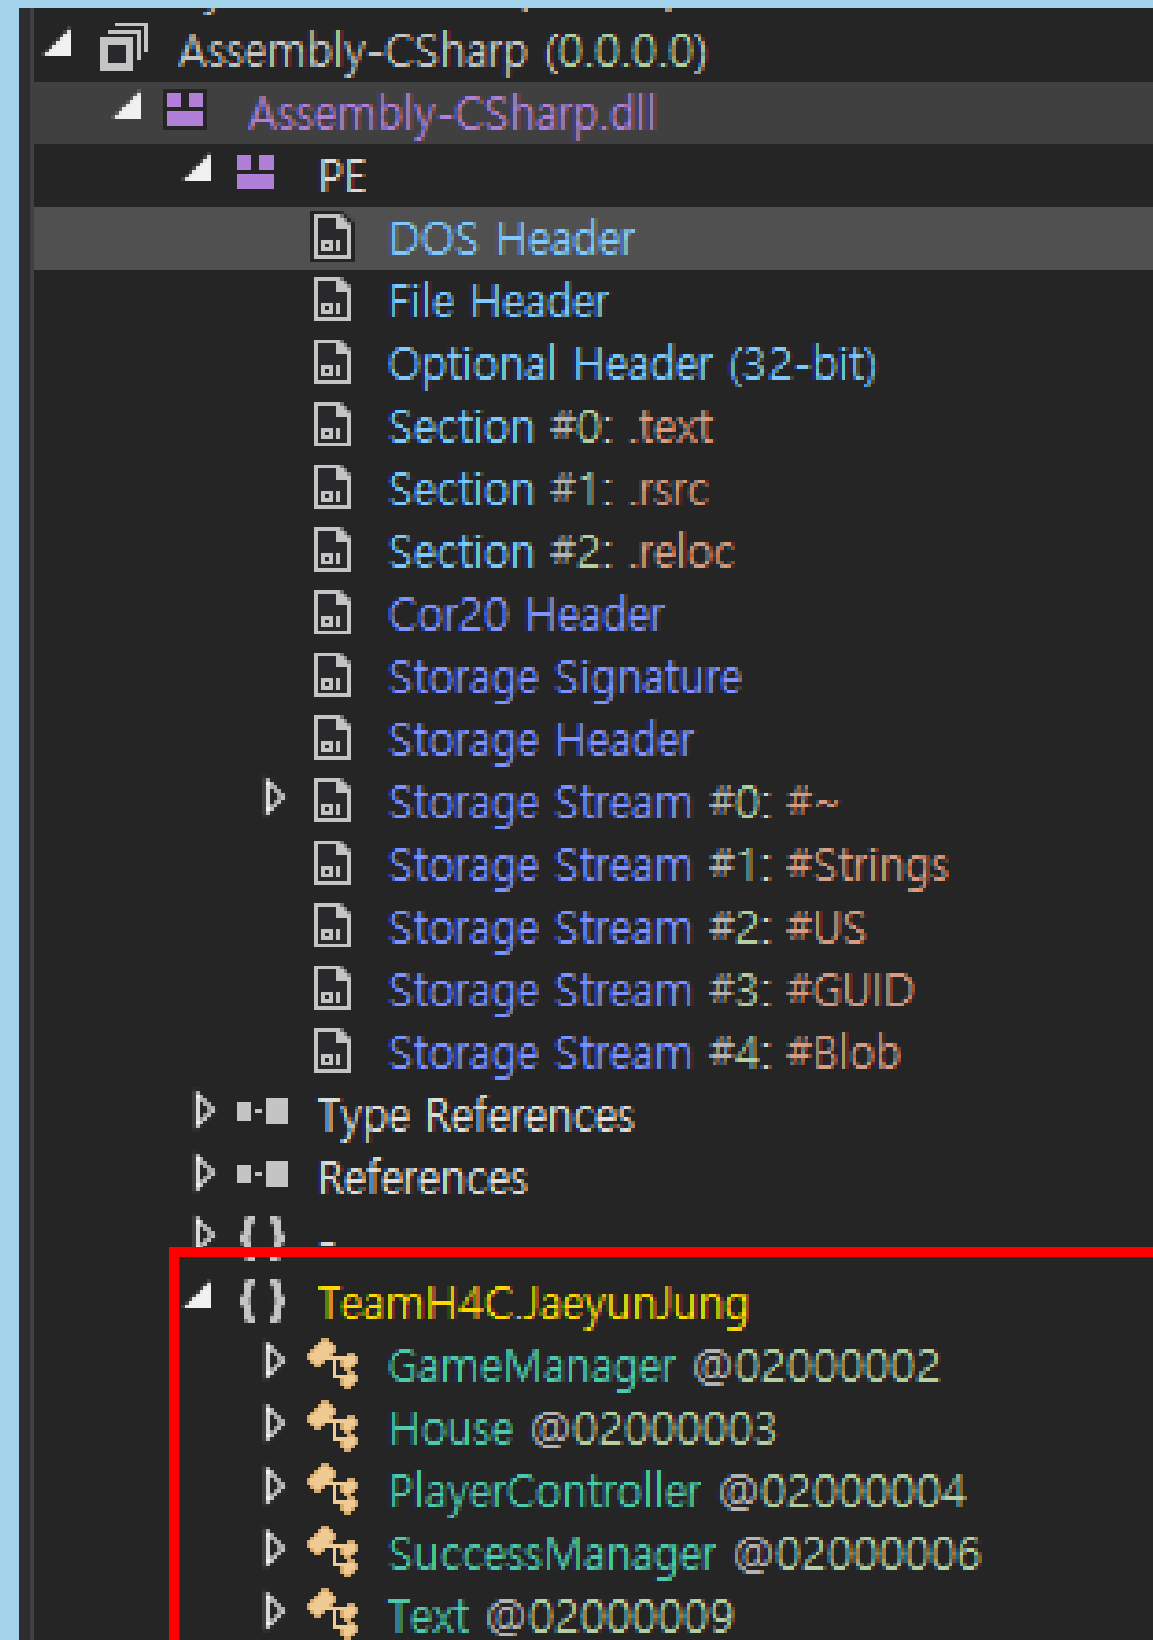 Assembly-CSharp (0.0.0.0)
Assembly-CSharp.dll
PE
DOS Header
File Header
Optional Header (32-bit)
Section #0: .text
Section #1: .rsrc
Section #2: .reloc
Cor20 Header
Storage Signature
Storage Header
Storage Stream #0: #~
Storage Stream #1: #Strings
Storage Stream #2: #US
Storage Stream #3: #GUID
Storage Stream #4: #Blob
Type References
References
{ } -
{ } TeamH4C.JaeyunJung
GameManager @02000002
House @02000003
PlayerController @02000004
SuccessManager @02000006
Text @02000009